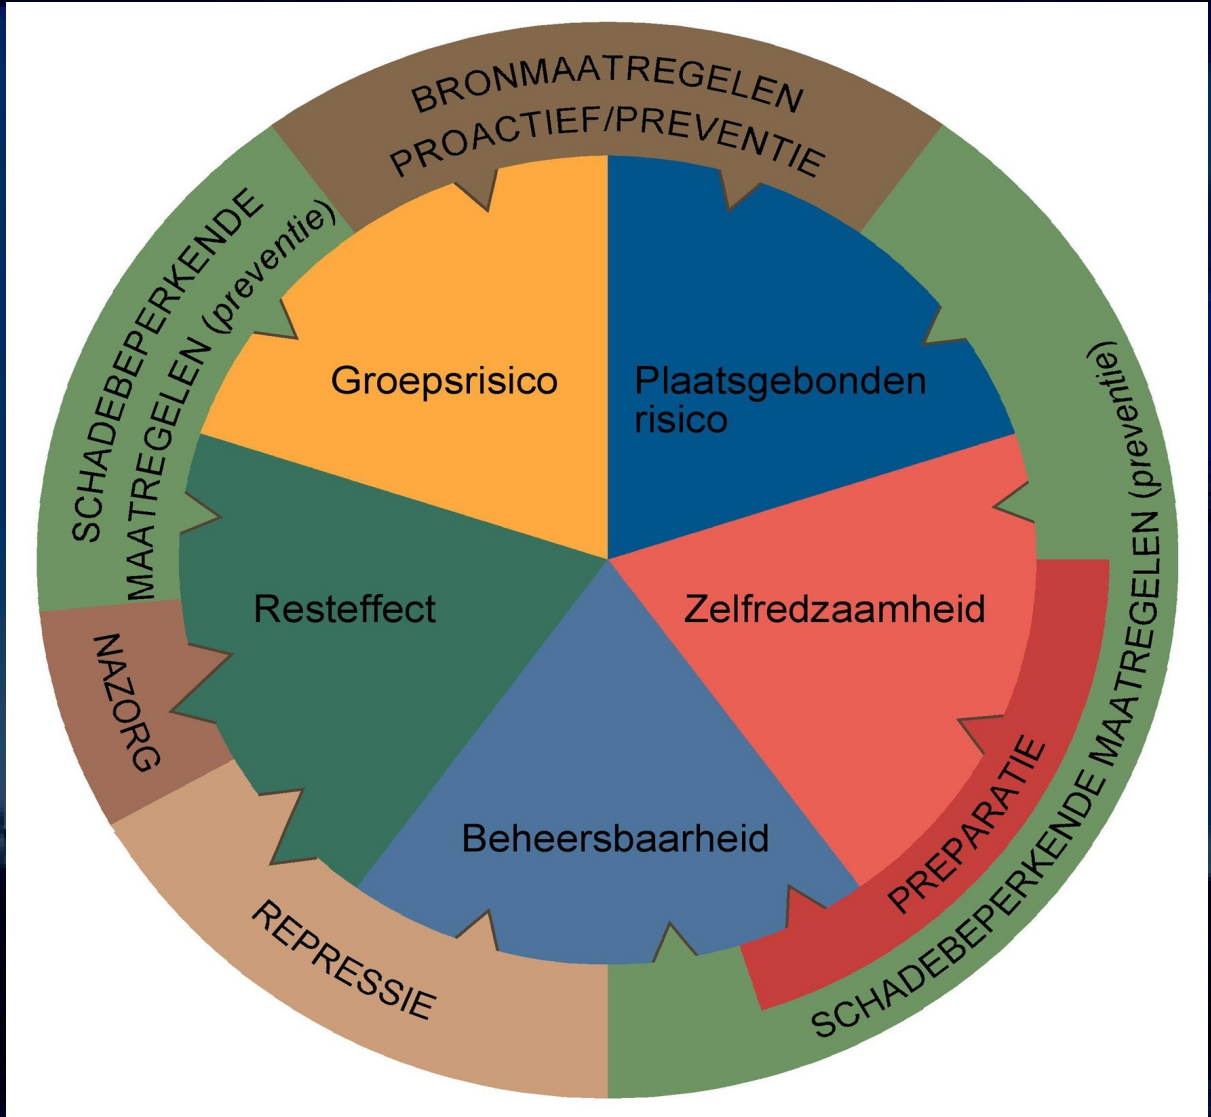 BRONMAATREGELEN
PROACTIEF/PREVENTIE
SCHADEBEPERKENDE
MAATREGELEN (preventie)
Groepsrisico
Plaatsgebonden
risico
SCHADEBEPERKENDE MAATREGELEN (preventie)
Resteffect
Zelfredzaamheid
NAZORG
Beheersbaarheid
PREPARATIE
REPRESSIE